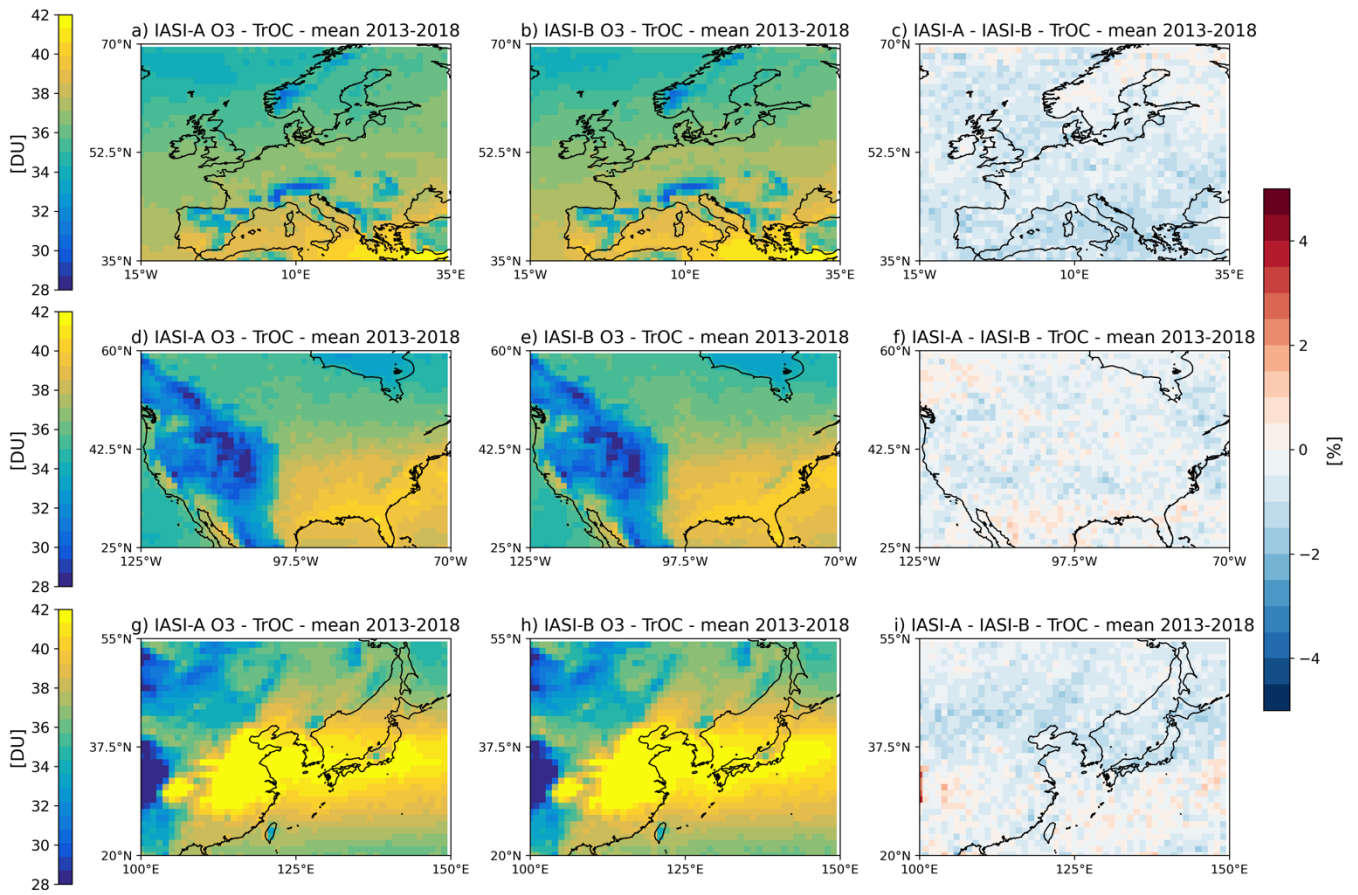 a) IASI-A O3 - TrOC - mean 2013-2018
b) IASI-B O3 - TrOC - mean 2013-2018
c) IASI-A - IASI-B - TrOC - mean 2013-2018
42
40
38
36
34
32
30
28
[DU]
70°N
52.5°N
35°N
15°W
10°E
35°E
70°N
52.5°N
35°N
15°W
10°E
35°E
70°N
52.5°N
35°N
15°W
10°E
35°E
d) IASI-A O3 - TrOC - mean 2013-2018
e) IASI-B O3 - TrOC - mean 2013-2018
f) IASI-A - IASI-B - TrOC - mean 2013-2018
42
40
38
36
34
32
30
28
[DU]
60°N
42.5°N
25°N
125°W
97.5°W
70°W
60°N
42.5°N
25°N
125°W
97.5°W
70°W
60°N
42.5°N
25°N
125°W
97.5°W
70°W
4
2
0
−2
−4
[%]
g) IASI-A O3 - TrOC - mean 2013-2018
h) IASI-B O3 - TrOC - mean 2013-2018
i) IASI-A - IASI-B - TrOC - mean 2013-2018
42
40
38
36
34
32
30
28
[DU]
55°N
37.5°N
20°N
100°E
125°E
150°E
55°N
37.5°N
20°N
100°E
125°E
150°E
55°N
37.5°N
20°N
100°E
125°E
150°E